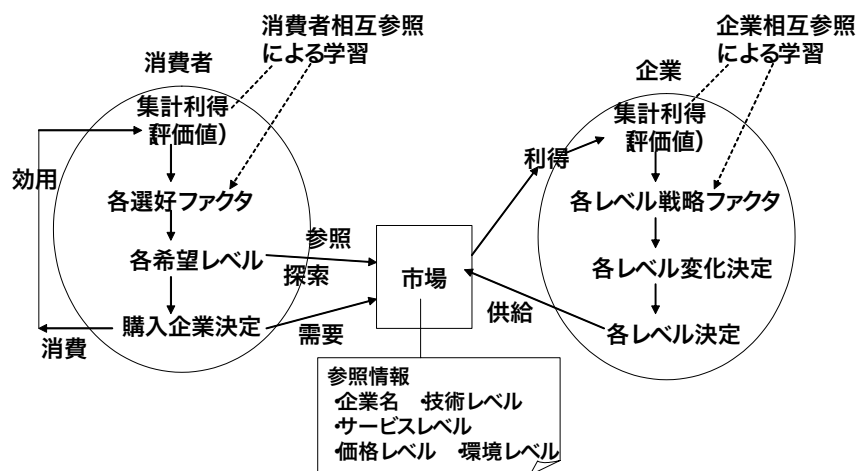 消費者相互参照
による学習
消費者
集計利得
(評価値)
効用
各選好ファクタ
各希望レベル
購入企業決定
消費
参照
探索
需要
市場
利得
供給
企業相互参照
による学習
企業
集計利得
(評価値)
各レベル戦略ファクタ
各レベル変化決定
各レベル決定
参照情報
・企業名 ・技術レベル
・サービスレベル
・価格レベル ・環境レベル